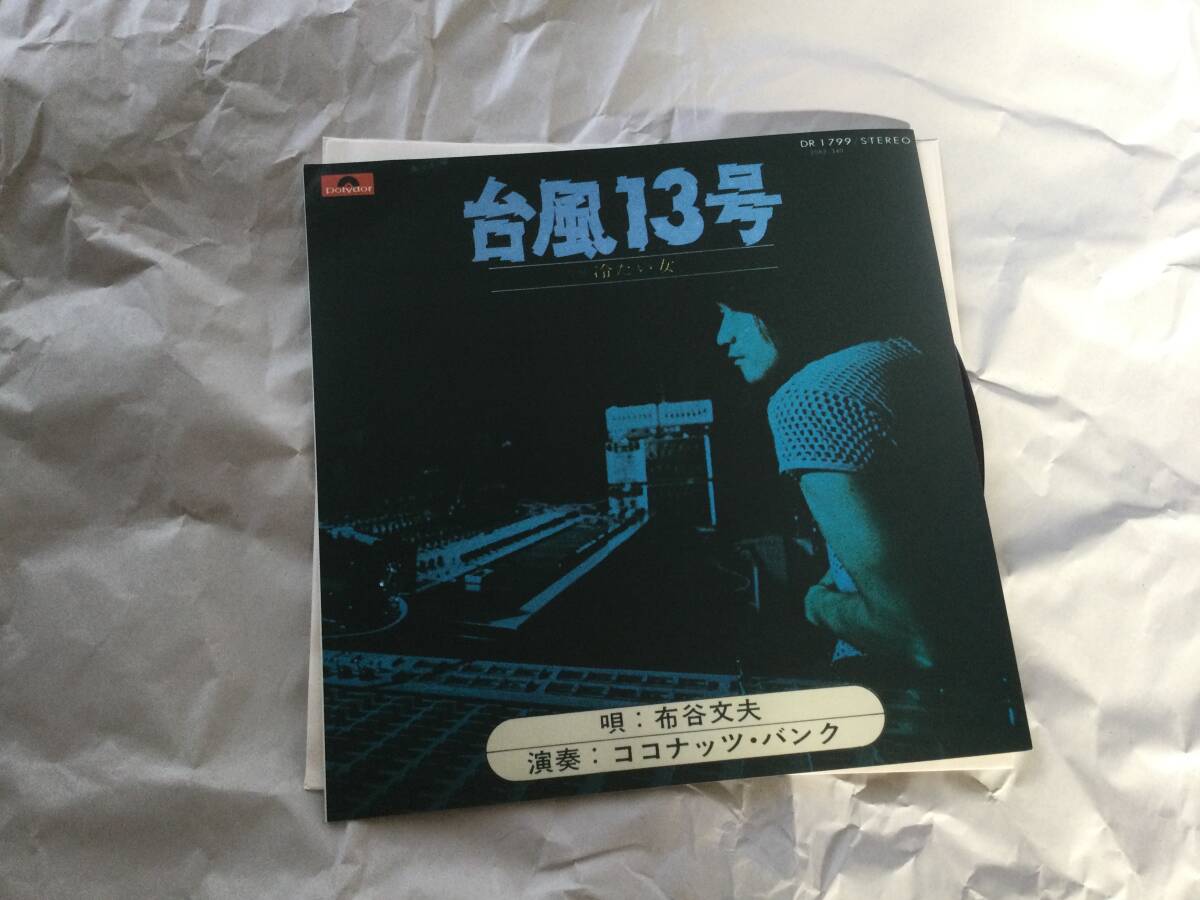 DR 1799/STEREO
polydor
台風13号
冷たい女
唄：布谷文夫
演奏：ココナッツ・バンク